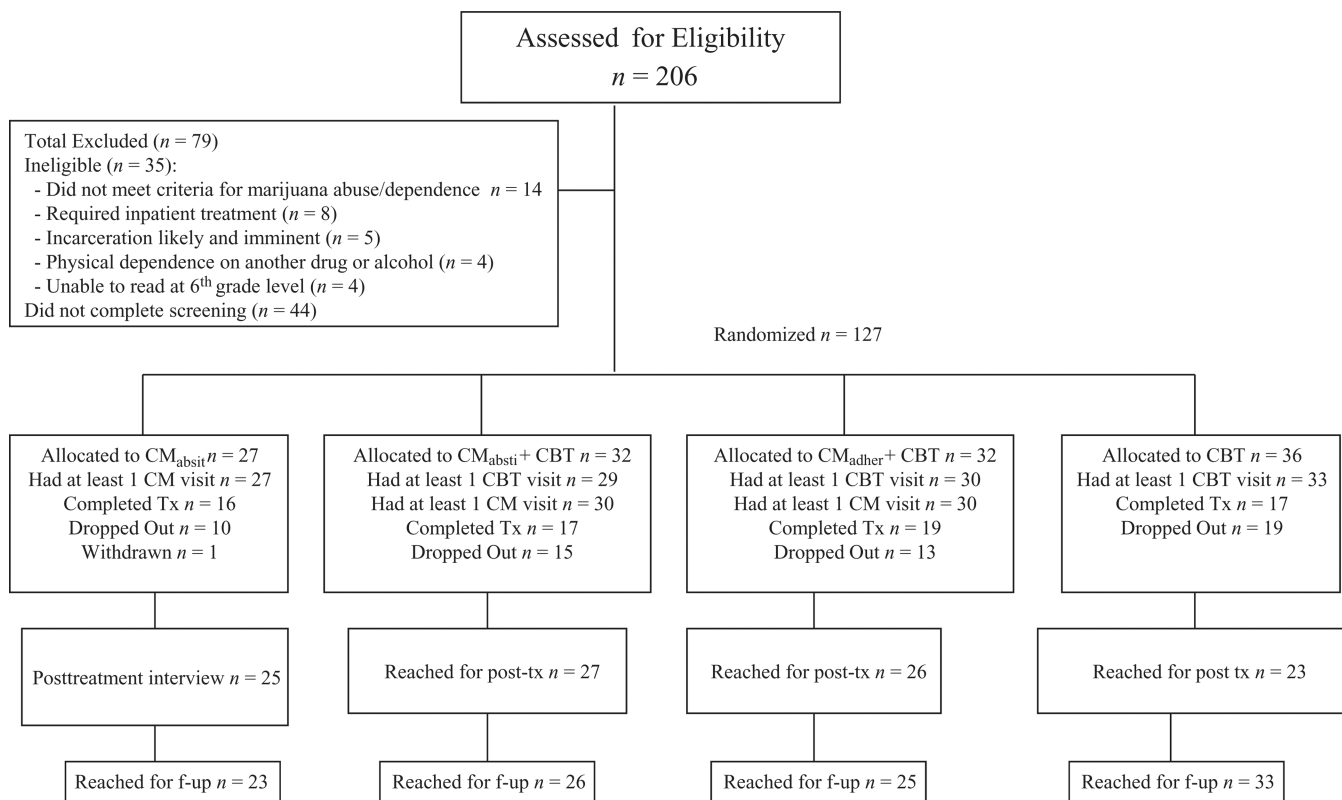 Assessed for Eligibility
n = 206
Total Excluded (n = 79)
Ineligible (n = 35):
- Did not meet criteria for marijuana abuse/dependence n = 14
- Required inpatient treatment (n = 8)
- Incarceration likely and imminent (n = 5)
- Physical dependence on another drug or alcohol (n = 4)
- Unable to read at 6th grade level (n = 4)
Did not complete screening (n = 44)
Randomized n = 127
Allocated to CMabsit n = 27
Had at least 1 CM visit n = 27
Completed Tx n = 16
Dropped Out n = 10
Withdrawn n = 1
Allocated to CMabsti + CBT n = 32
Had at least 1 CBT visit n = 29
Had at least 1 CM visit n = 30
Completed Tx n = 17
Dropped Out n = 15
Allocated to CMadher + CBT n = 32
Had at least 1 CBT visit n = 30
Had at least 1 CM visit n = 30
Completed Tx n = 19
Dropped Out n = 13
Allocated to CBT n = 36
Had at least 1 CBT visit n = 33
Completed Tx n = 17
Dropped Out n = 19
Posttreatment interview n = 25
Reached for post-tx n = 27
Reached for post-tx n = 26
Reached for post tx n = 23
Reached for f-up n = 23
Reached for f-up n = 26
Reached for f-up n = 25
Reached for f-up n = 33